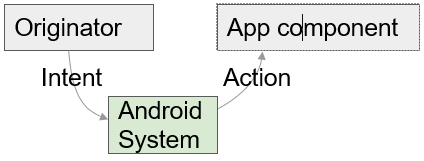 Originator
App component
Intent
Action
Android
System